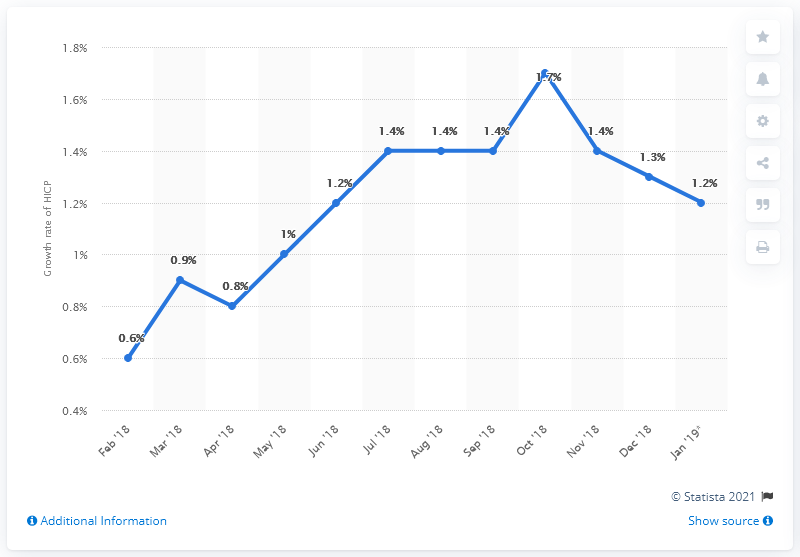 1.8%
1.6%
1.4%
1.2%
1%
0.8%
0.6%
0.4%
Growth rate of HICP
0.6%
0.9%
0.8%
1%
1.2%
1.4%
1.4%
1.4%
1.7%
1.4%
1.3%
1.2%
Feb '18
Mar '18
Apr '18
May '18
Jun '18
Jul '18
Aug '18
Sep '18
Oct '18
Nov '18
Dec '18
Jan '19*
© Statista 2021
Additional Information
Show source